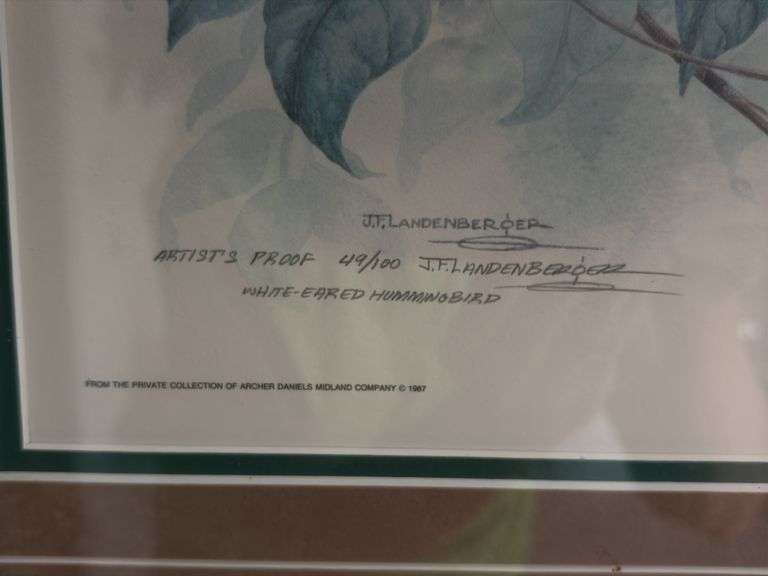 J.F. LANDENBERGER
ARTIST'S PROOF 49/100 J.F. LANDENBERGER
WHITE-EARED HUMMINGBIRD
FROM THE PRIVATE COLLECTION OF ARCHER DANIELS MIDLAND COMPANY © 1987